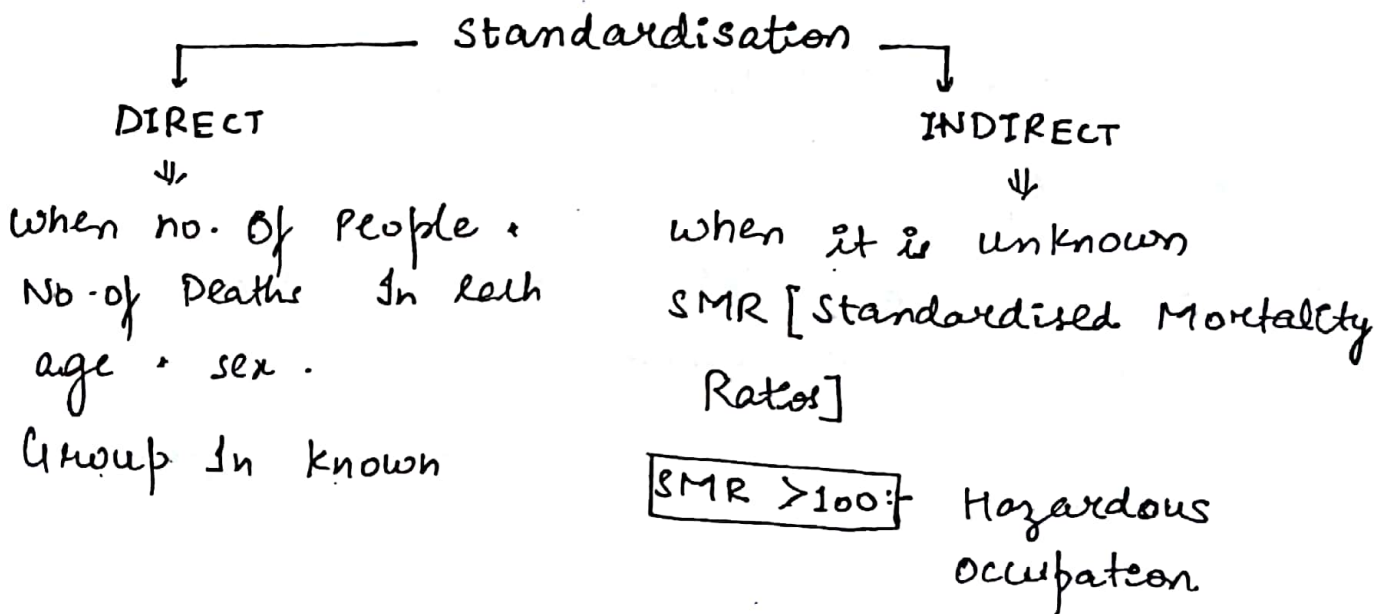 Standardisation
DIRECT
When no. Of People &
No. of Deaths In each
age & sex.
Group In known
INDIRECT
when it is unknown
SMR [Standardised Mortality
Ratios]
SMR >100:- Hazardous
Occupation